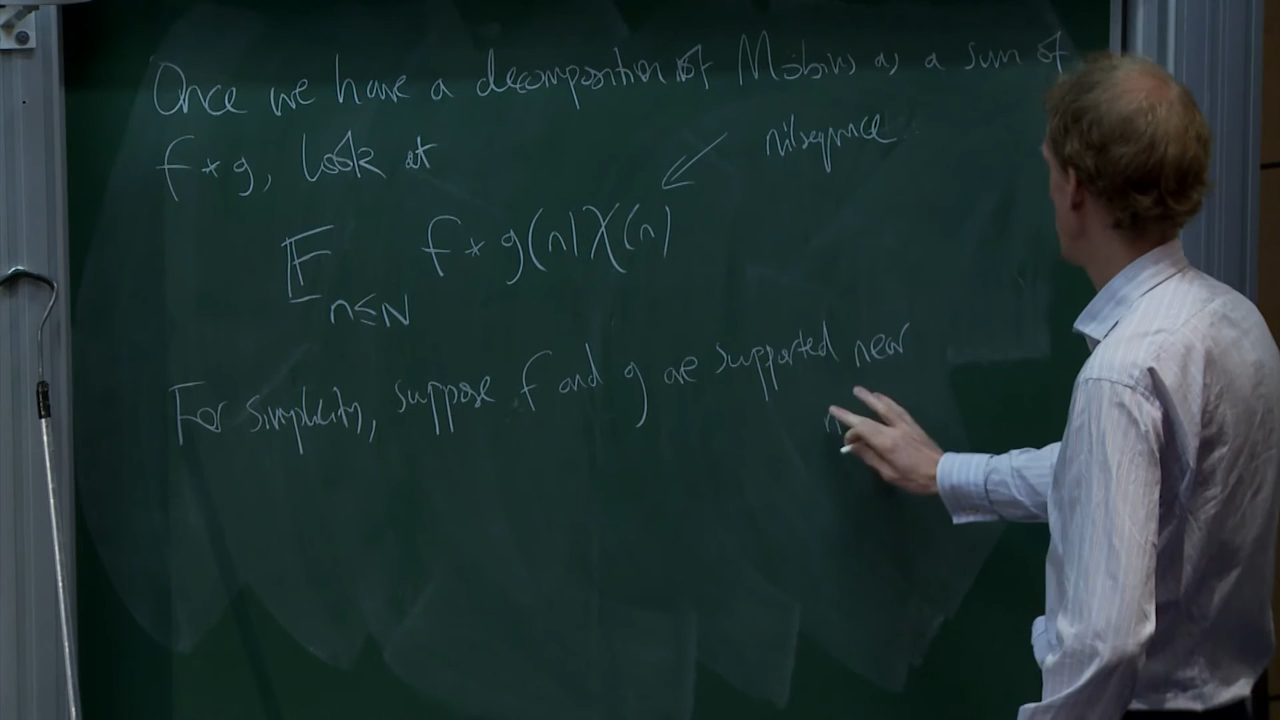 Once we have a decomposition of Möbius as a sum of
f * g, look at
nilsequence
𝔼 f * g(n) χ(n)
n≤N
For simplicity, suppose f and g are supported near
n